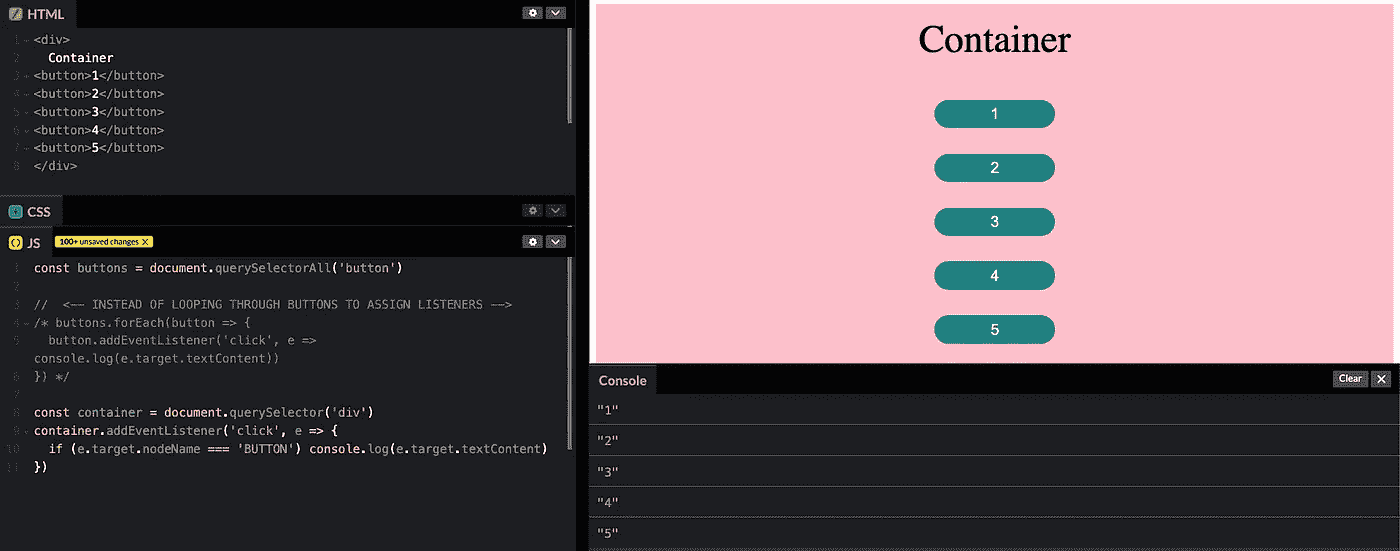 HTML
1 <div>
2 Container
3 <button>1</button>
4 <button>2</button>
5 <button>3</button>
6 <button>4</button>
7 <button>5</button>
8 </div>
CSS
JS 100+ unsaved changes X
1 const buttons = document.querySelectorAll('button')
2
3 // <-- INSTEAD OF LOOPING THROUGH BUTTONS TO ASSIGN LISTENERS -->
4 /* buttons.forEach(button => {
5 button.addEventListener('click', e =>
console.log(e.target.textContent))
6 }) */
7
8 const container = document.querySelector('div')
9 container.addEventListener('click', e => {
10 if (e.target.nodeName === 'BUTTON') console.log(e.target.textContent)
11 })
Container
1
2
3
4
5
Console
Clear X
"1"
"2"
"3"
"4"
"5"